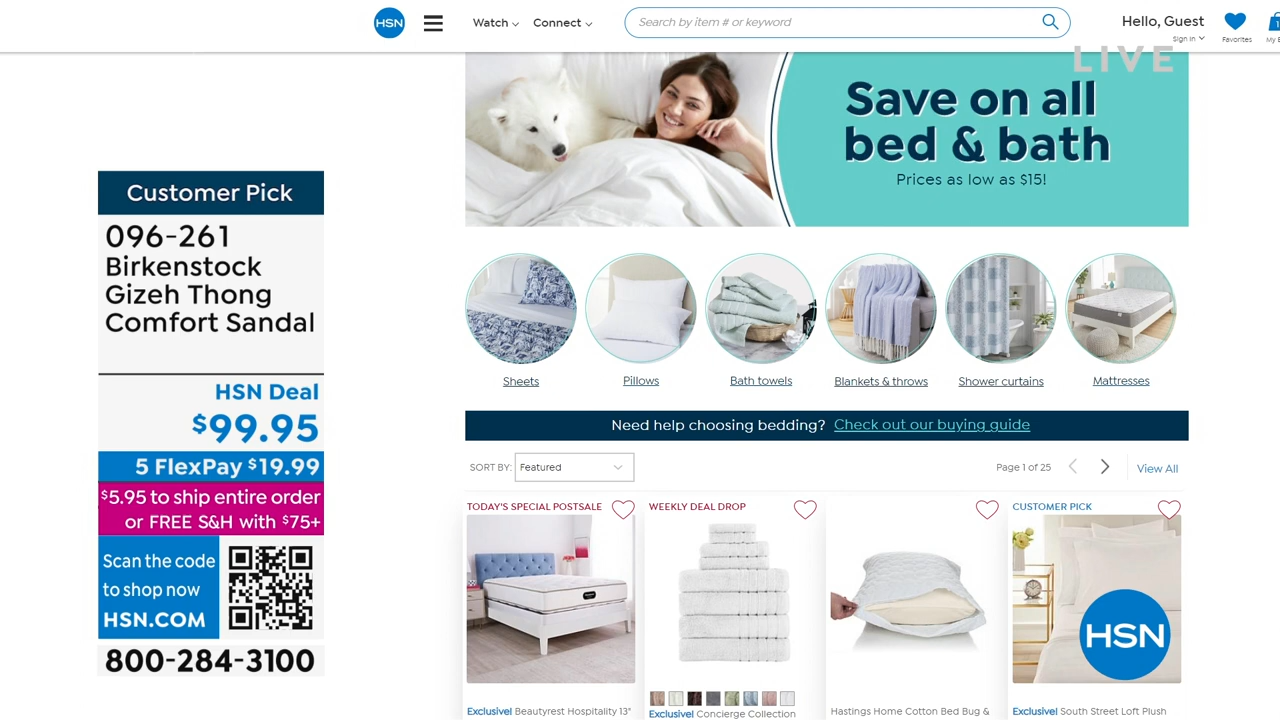 HSN
Watch
Connect
Search by item # or keyword
Hello, Guest
Sign In
Favorites
My
LIVE
Save on all
bed & bath
Prices as low as $15!
Customer Pick
096-261
Birkenstock
Gizeh Thong
Comfort Sandal
HSN Deal
$99.95
5 FlexPay $19.99
$5.95 to ship entire order
or FREE S&H with $75+
Scan the code
to shop now
HSN.COM
800-284-3100
Sheets
Pillows
Bath towels
Blankets & throws
Shower curtains
Mattresses
Need help choosing bedding? Check out our buying guide
SORT BY: Featured
Page 1 of 25
View All
TODAY'S SPECIAL POSTSALE
WEEKLY DEAL DROP
CUSTOMER PICK
HSN
Exclusive! Beautyrest Hospitality 13"
Exclusive! Concierge Collection
Hastings Home Cotton Bed Bug &
Exclusive! South Street Loft Plush